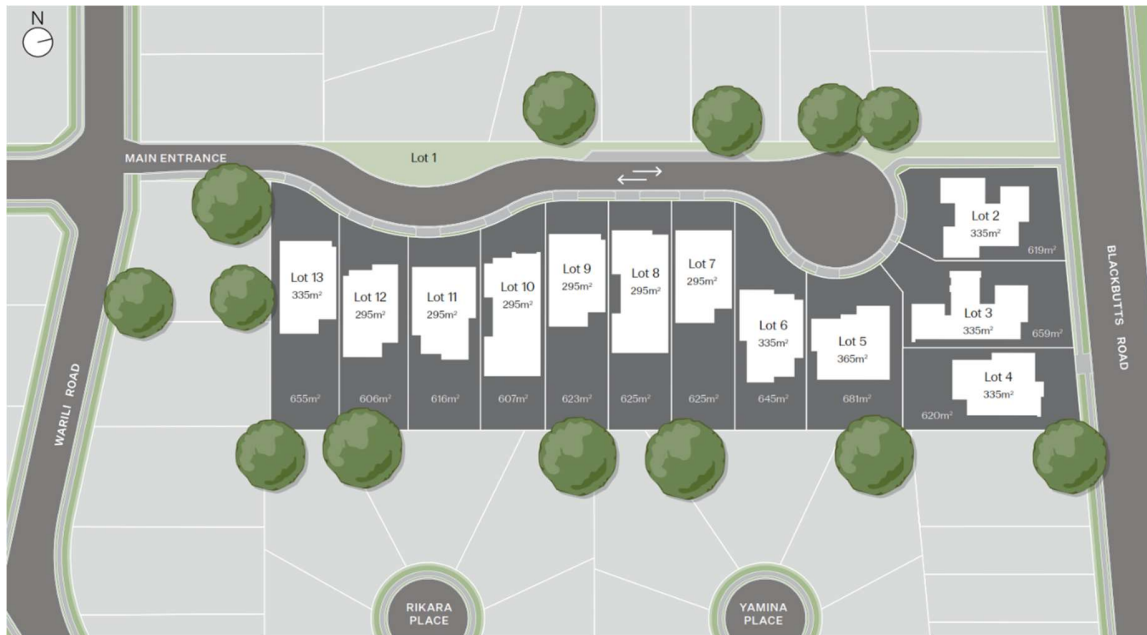 N
MAIN ENTRANCE
Lot 1
Lot 2
335m²
619m²
Lot 3
335m²
659m²
Lot 4
335m²
620m²
Lot 5
365m²
681m²
Lot 6
335m²
645m²
Lot 7
295m²
625m²
Lot 8
295m²
625m²
Lot 9
295m²
623m²
Lot 10
295m²
607m²
Lot 11
295m²
616m²
Lot 12
295m²
606m²
Lot 13
335m²
655m²
WARILI ROAD
BLACKBUTTS ROAD
RIKARA
PLACE
YAMINA
PLACE